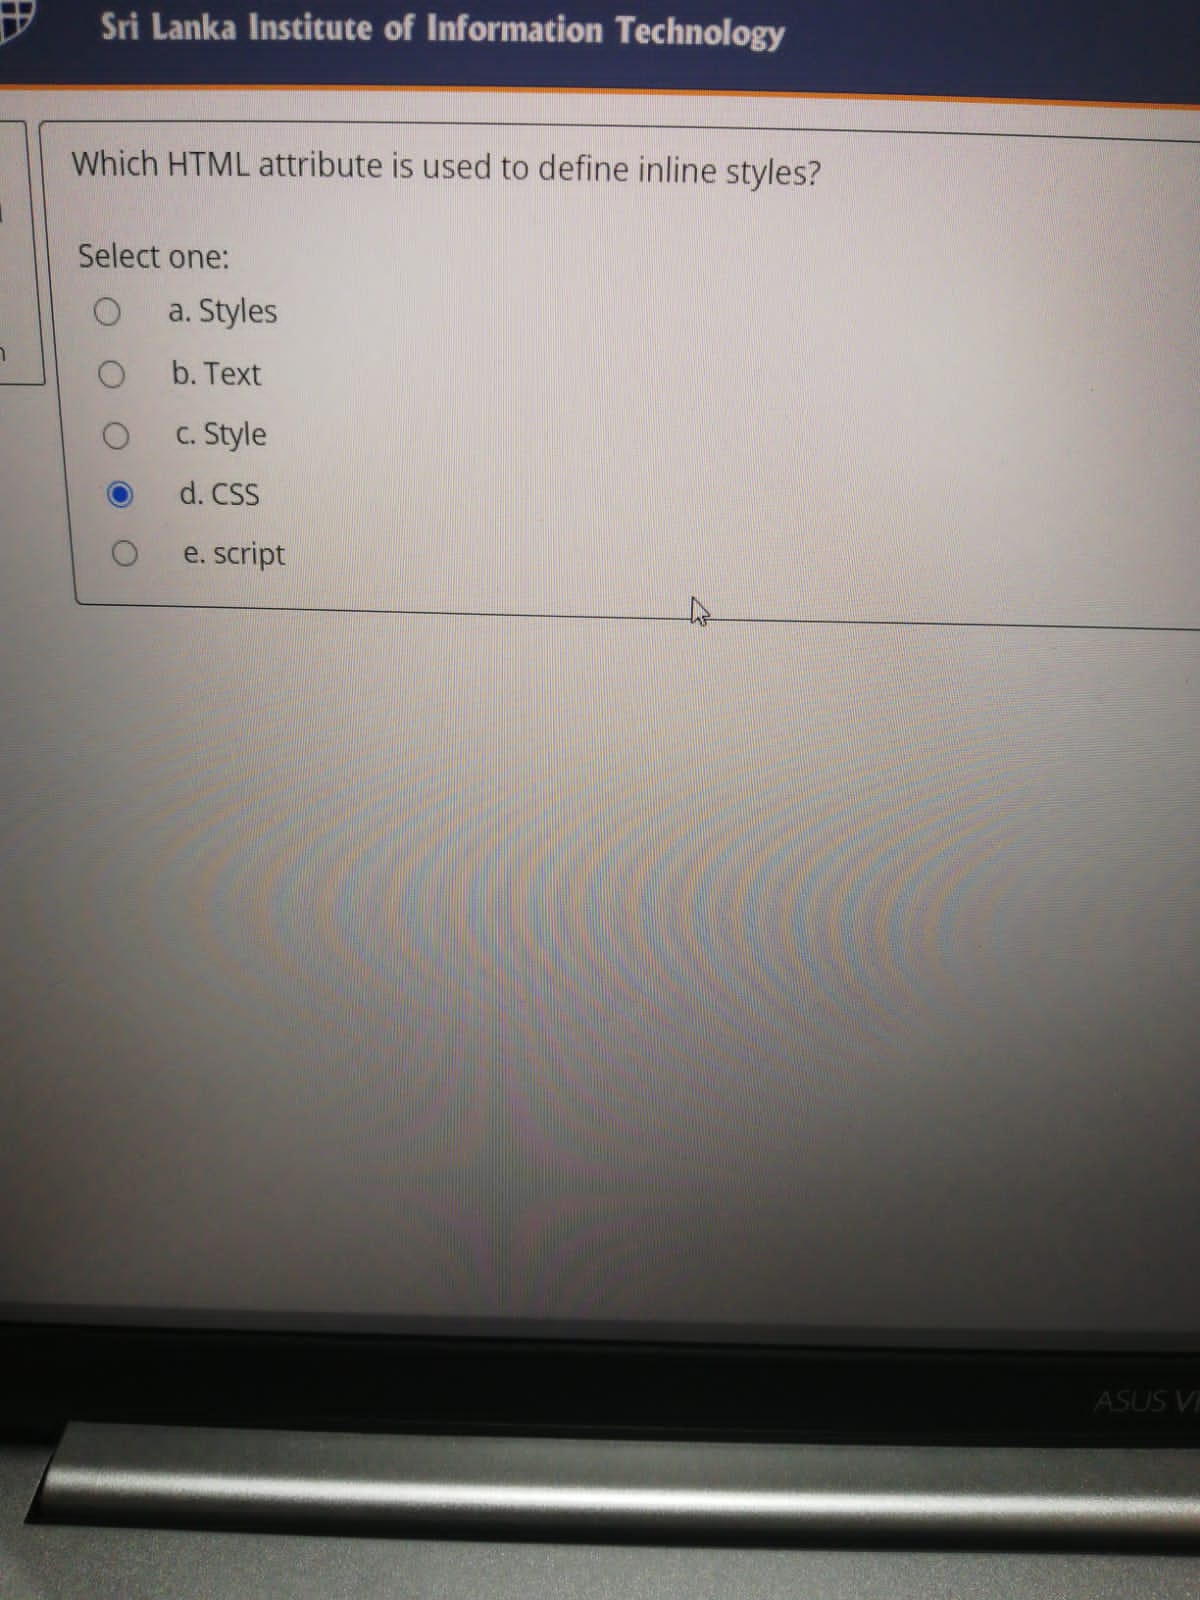 Sri Lanka Institute of Information Technology
Which HTML attribute is used to define inline styles?
Select one:
a. Styles
b. Text
c. Style
d. CSS
e. script
ASUS